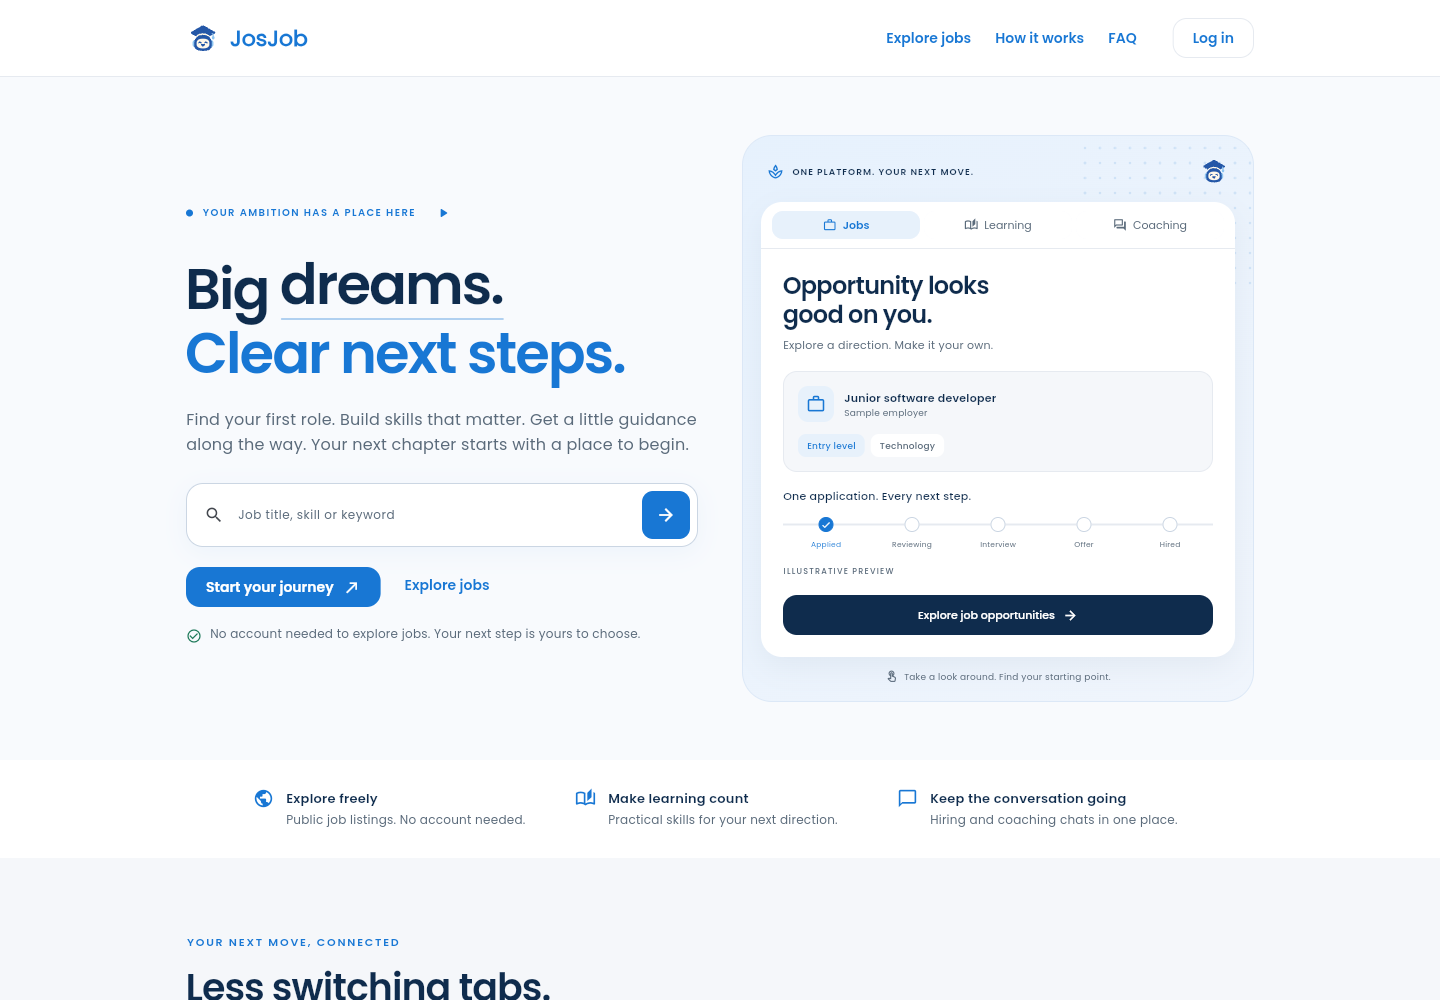 JosJob
Explore jobs
How it works
FAQ
Log in
YOUR AMBITION HAS A PLACE HERE
Big dreams.
Clear next steps.
Find your first role. Build skills that matter. Get a little guidance
along the way. Your next chapter starts with a place to begin.
Job title, skill or keyword
Start your journey
Explore jobs
No account needed to explore jobs. Your next step is yours to choose.
ONE PLATFORM. YOUR NEXT MOVE.
Jobs
Learning
Coaching
Opportunity looks
good on you.
Explore a direction. Make it your own.
Junior software developer
Sample employer
Entry level
Technology
One application. Every next step.
Applied
Reviewing
Interview
Offer
Hired
ILLUSTRATIVE PREVIEW
Explore job opportunities
Take a look around. Find your starting point.
Explore freely
Public job listings. No account needed.
Make learning count
Practical skills for your next direction.
Keep the conversation going
Hiring and coaching chats in one place.
YOUR NEXT MOVE, CONNECTED
Less switching tabs.